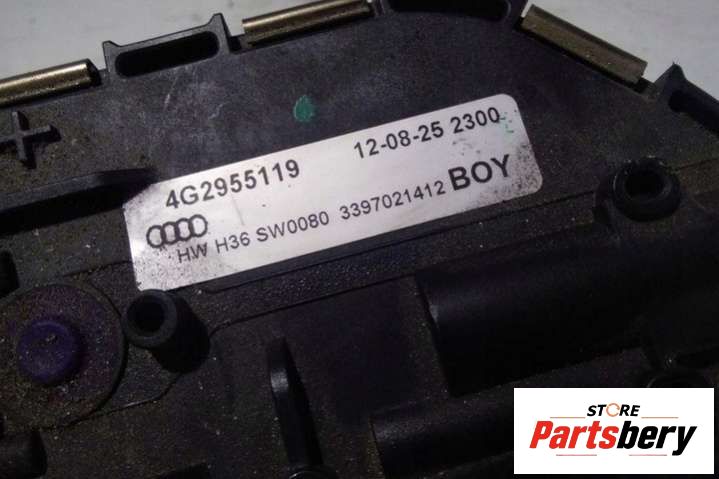 4G2955119 12-08-25 2300
HW H36 SW0080 3397021412 BOY
STORE
Partsbery